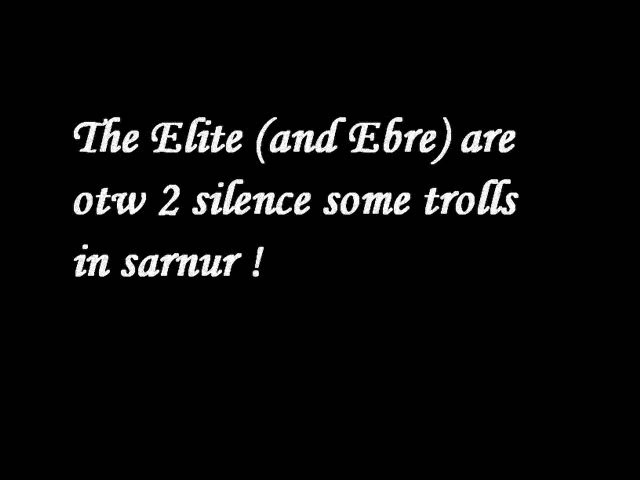 The Elite (and Ebre) are
otw 2 silence some trolls
in sarnur !